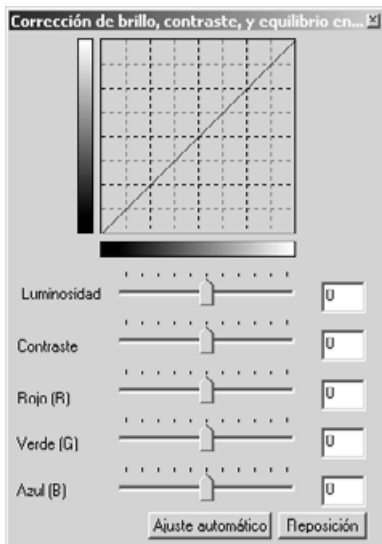 Corrección de brillo, contraste, y equilibrio en...
Luminosidad 0
Contraste 0
Rojo (R) 0
Verde (G) 0
Azul (B) 0
Ajuste automático Reposición